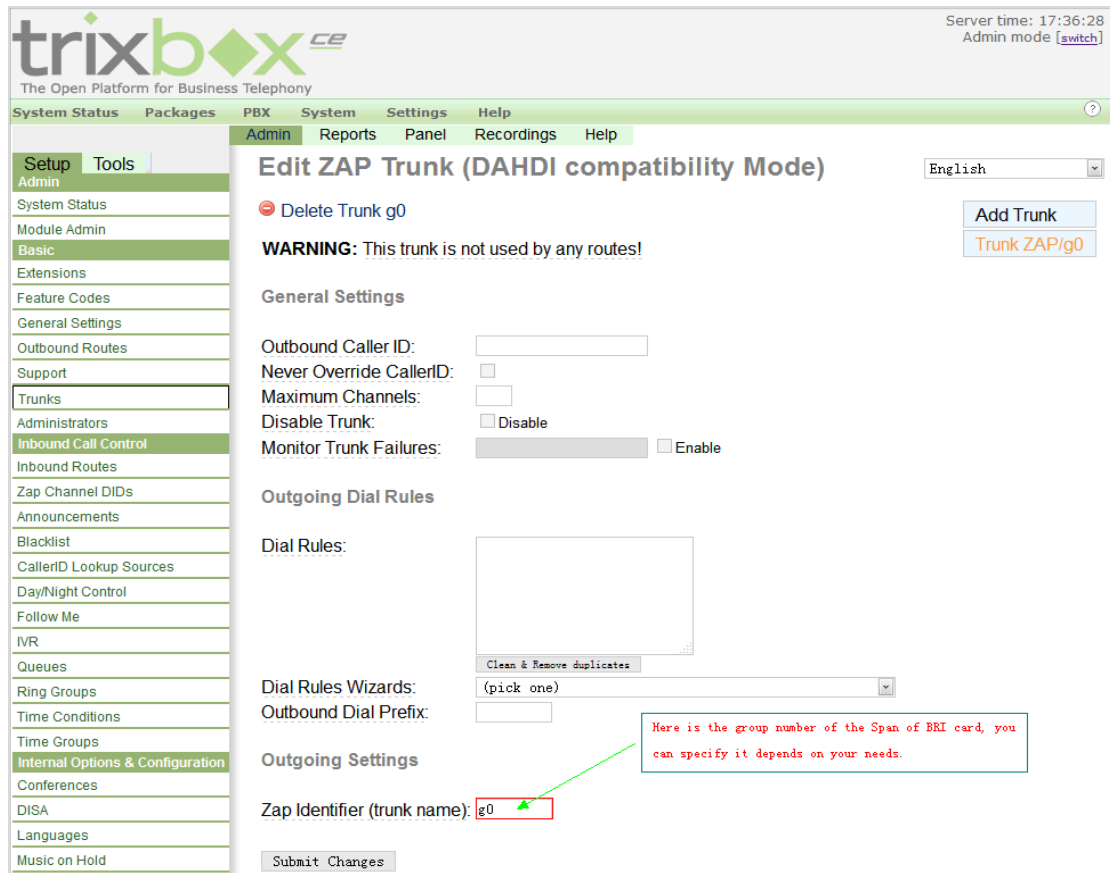 trixbox ce
The Open Platform for Business Telephony
Server time: 17:36:28
Admin mode [switch]
System Status Packages PBX System Settings Help ?
Admin Reports Panel Recordings Help
Setup Tools
Admin
System Status
Module Admin
Basic
Extensions
Feature Codes
General Settings
Outbound Routes
Support
Trunks
Administrators
Inbound Call Control
Inbound Routes
Zap Channel DIDs
Announcements
Blacklist
CallerID Lookup Sources
Day/Night Control
Follow Me
IVR
Queues
Ring Groups
Time Conditions
Time Groups
Internal Options & Configuration
Conferences
DISA
Languages
Music on Hold
Edit ZAP Trunk (DAHDI compatibility Mode)
English
Delete Trunk g0
Add Trunk
Trunk ZAP/g0
WARNING: This trunk is not used by any routes!
General Settings
Outbound Caller ID:
Never Override CallerID:
Maximum Channels:
Disable Trunk: Disable
Monitor Trunk Failures: Enable
Outgoing Dial Rules
Dial Rules:
Clean & Remove duplicates
Dial Rules Wizards: (pick one)
Outbound Dial Prefix:
Here is the group number of the Span of BRI card, you
can specify it depends on your needs.
Outgoing Settings
Zap Identifier (trunk name): g0
Submit Changes